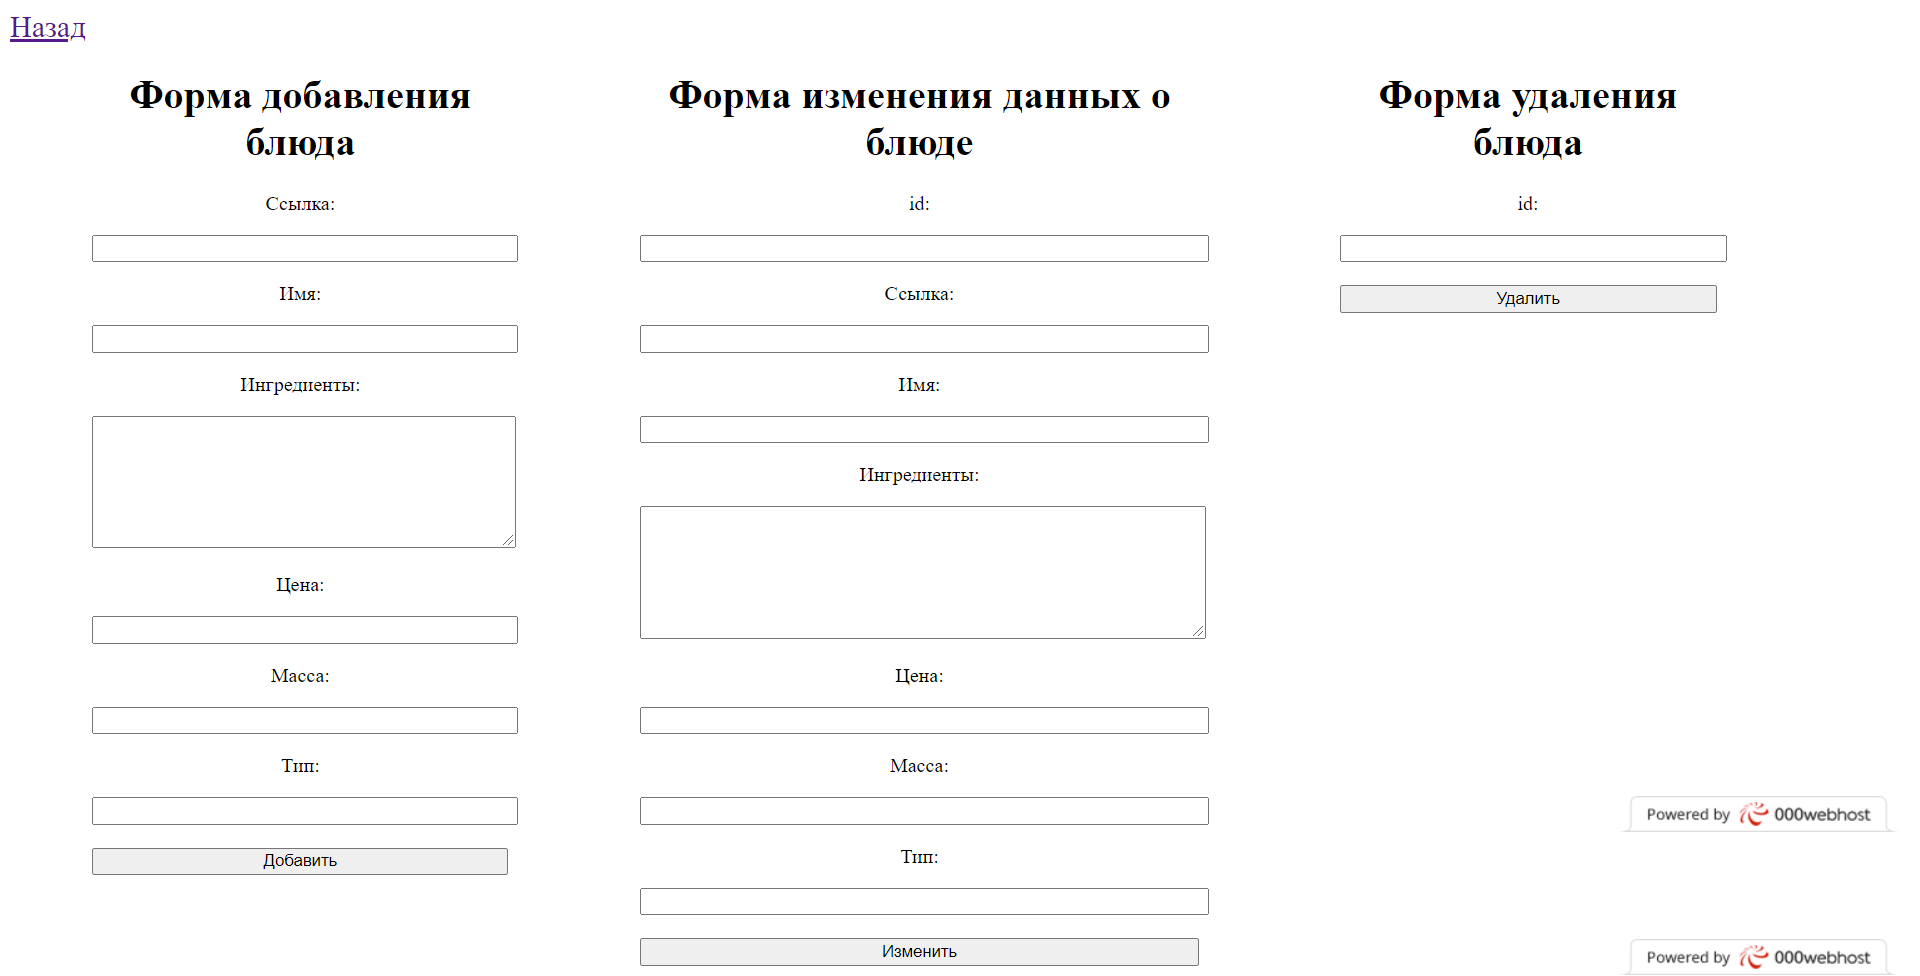 Назад
Форма добавления
блюда
Ссылка:
Имя:
Ингредиенты:
Цена:
Масса:
Тип:
Добавить
Форма изменения данных о
блюде
id:
Ссылка:
Имя:
Ингредиенты:
Цена:
Масса:
Тип:
Изменить
Форма удаления
блюда
id:
Удалить
Powered by 000webhost
Powered by 000webhost